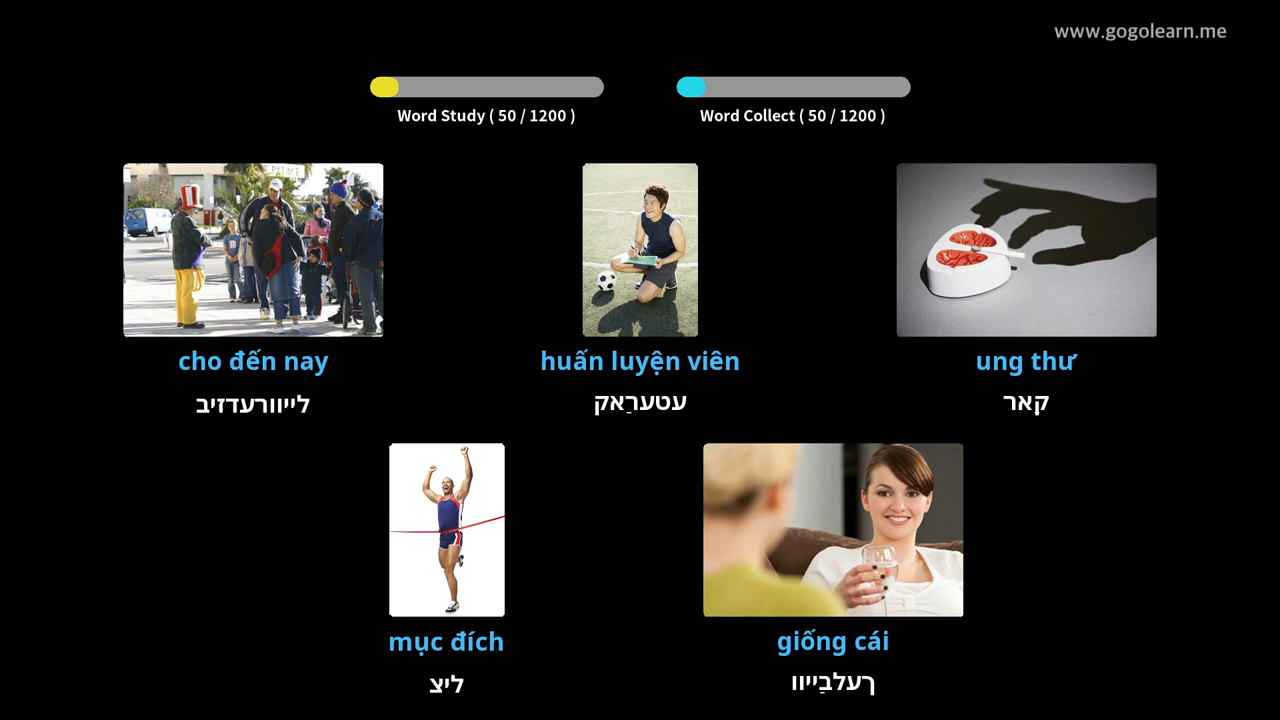 www.gogolearn.me
Word Study ( 50 / 1200 )
Word Collect ( 50 / 1200 )
cho đến nay
לייוורעדזיב
huấn luyện viên
עטערַאק
ung thư
קאר
mục đích
ליצ
giống cái
ךעלבַייוו